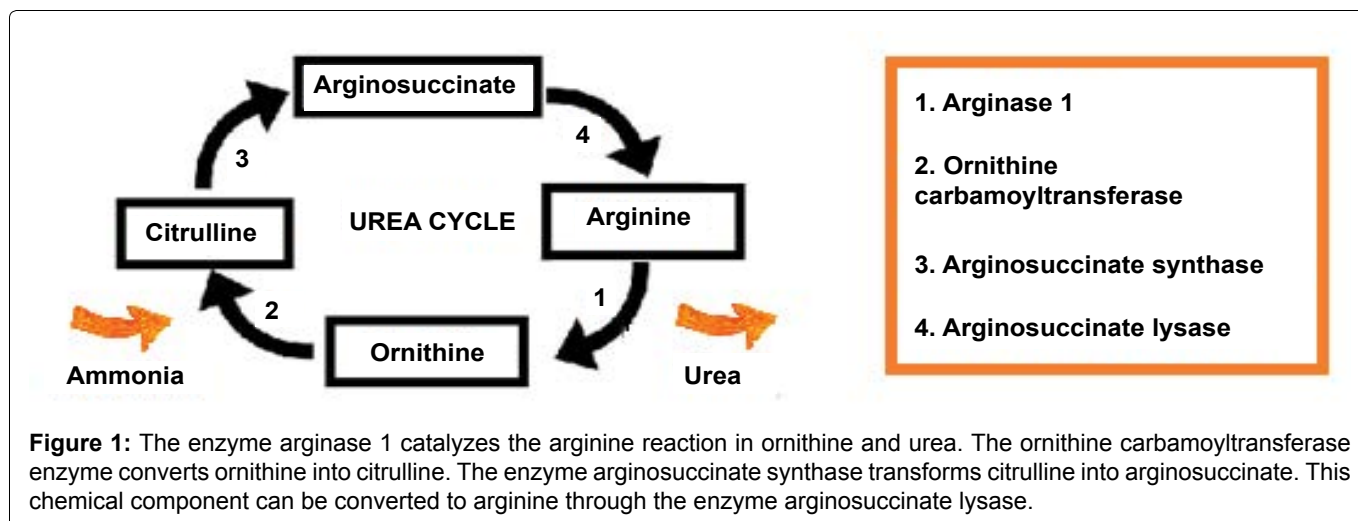 Arginosuccinate
4
3
Citrulline
UREA CYCLE
Arginine
2
1
Ornithine
Ammonia
Urea
1. Arginase 1
2. Ornithine
carbamoyltransferase
3. Arginosuccinate synthase
4. Arginosuccinate lysase
Figure 1: The enzyme arginase 1 catalyzes the arginine reaction in ornithine and urea. The ornithine carbamoyltransferase
enzyme converts ornithine into citrulline. The enzyme arginosuccinate synthase transforms citrulline into arginosuccinate. This
chemical component can be converted to arginine through the enzyme arginosuccinate lysase.